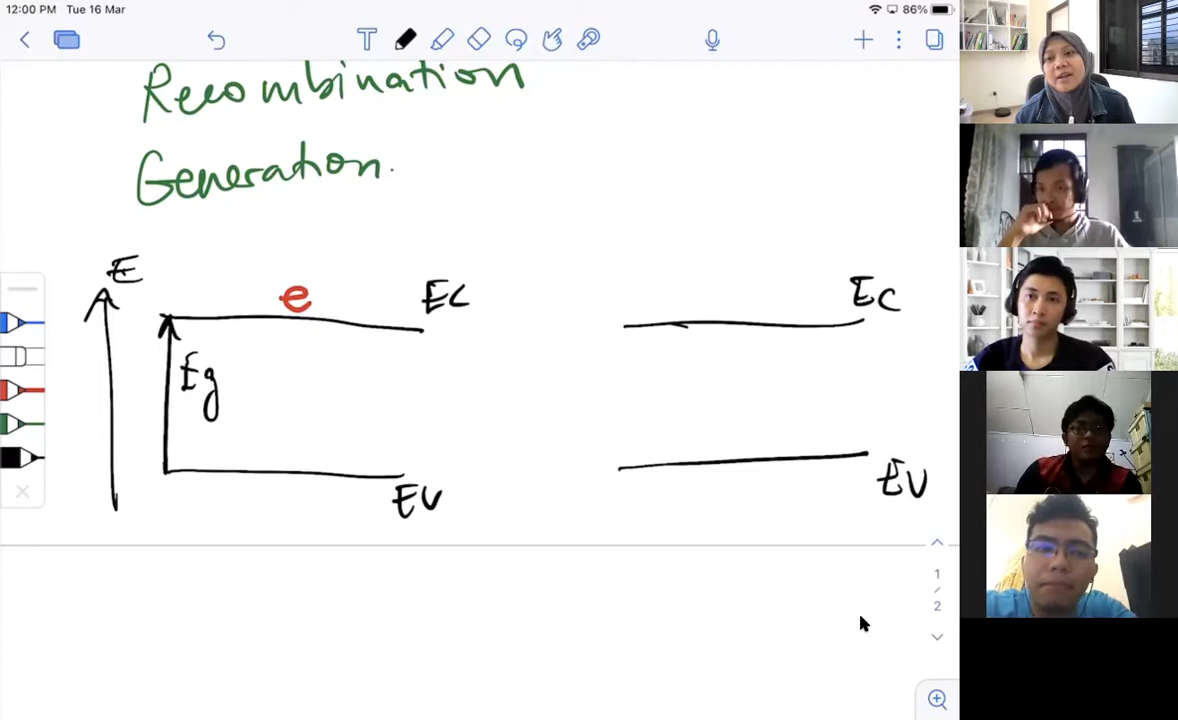 12:00 PM Tue 16 Mar
86%
T
Recombination
Generation.
E
e
EC
EC
Eg
EV
EV
1
/
2